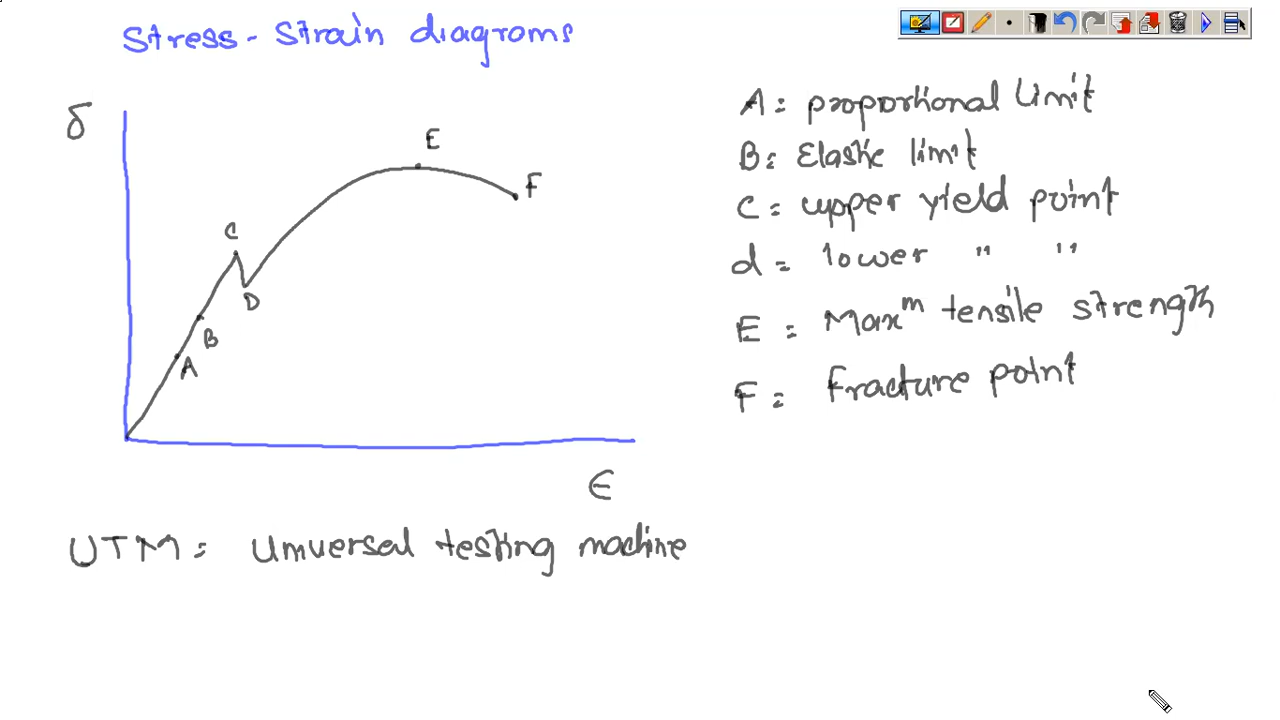 Stress - Strain diagrams
δ
E
F
C
D
B
A
ϵ
A = proportional Limit
B = Elastic limit
C = upper yield point
d = lower " "
E = Maxᵐ tensile strength
F = Fracture point
UTM = Unversal testing machine